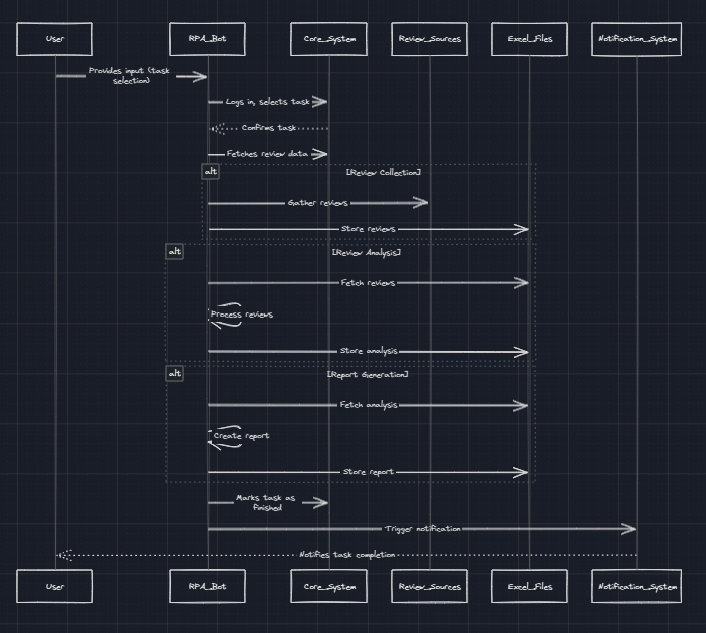 User RPA_Bot Core_System Review_Sources Excel_Files Notification_System
Provides input (task
selection)
Logs in, selects task
Confirms task
Fetches review data
alt [Review Collection]
Gather reviews
Store reviews
alt [Review Analysis]
Fetch reviews
Process reviews
Store analysis
alt [Report Generation]
Fetch analysis
Create report
Store report
Marks task as
finished
Trigger notification
Notifies task completion
User RPA_Bot Core_System Review_Sources Excel_Files Notification_System